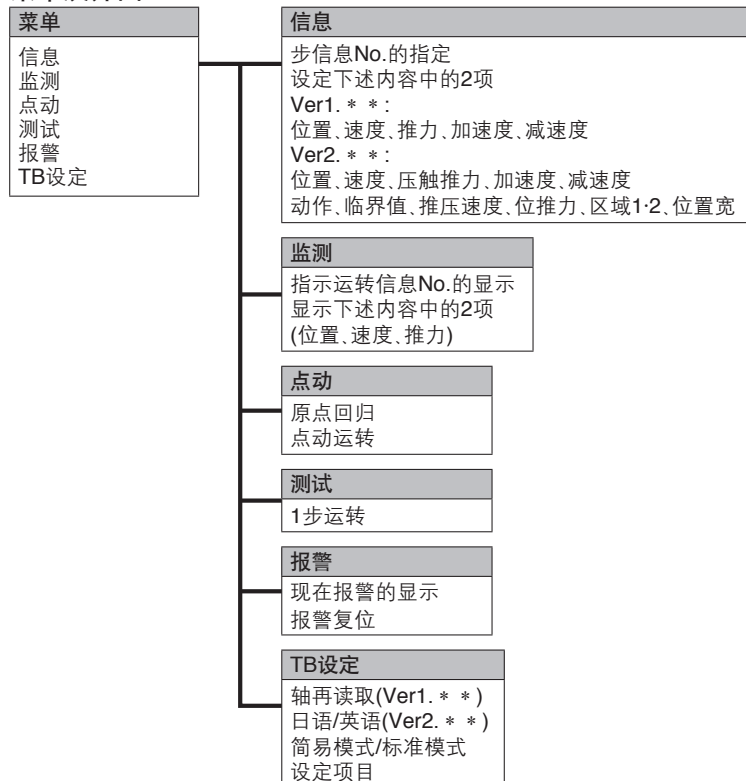 菜单
信息
监测
点动
测试
报警
TB设定
信息
步信息No.的指定
设定下述内容中的2项
Ver1.＊＊:
位置、速度、推力、加速度、减速度
Ver2.＊＊:
位置、速度、压触推力、加速度、减速度
动作、临界值、推压速度、位推力、区域1·2、位置宽
监测
指示运转信息No.的显示
显示下述内容中的2项
(位置、速度、推力)
点动
原点回归
点动运转
测试
1步运转
报警
现在报警的显示
报警复位
TB设定
轴再读取(Ver1.＊＊)
日语/英语(Ver2.＊＊)
简易模式/标准模式
设定项目